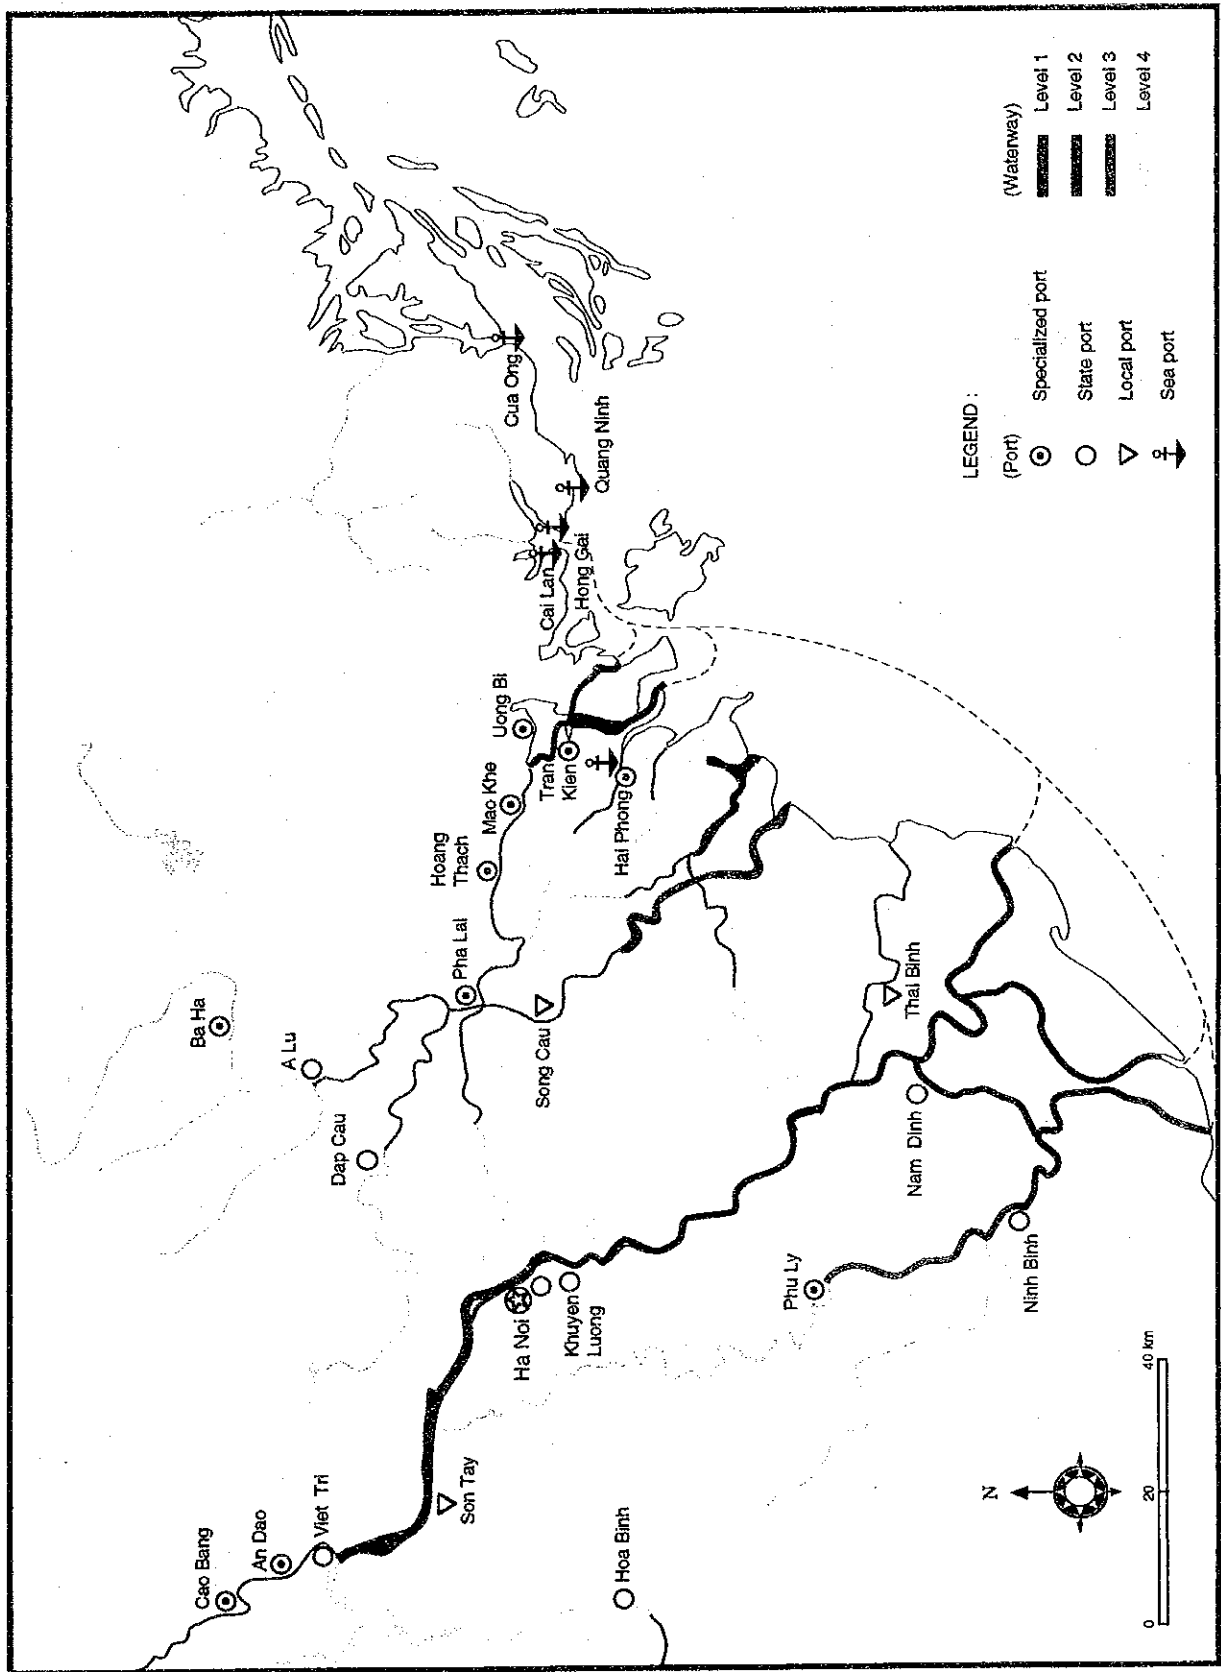 Cao Bang
An Dao
Viet Tri
Son Tay
Hoa Binh
Ba Ha
A Lu
Dap Cau
Pha Lai
Song Cau
Hoang
Thach
Mao Khe
Uong Bi
Tran
Kien
Hai Phong
Cai Lan
Hong Gai
Quang Ninh
Cua Ong
Ha Noi
Khuyen
Luong
Phu Ly
Ninh Binh
Nam Dinh
Thai Binh
N
0
20
40 km
LEGEND :
(Port)
Specialized port
State port
Local port
Sea port
(Waterway)
Level 1
Level 2
Level 3
Level 4